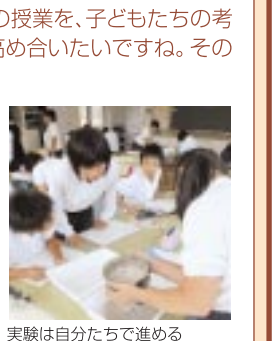 の授業を、子どもたちの考
高め合いたいですね。その
実験は自分たちで進める